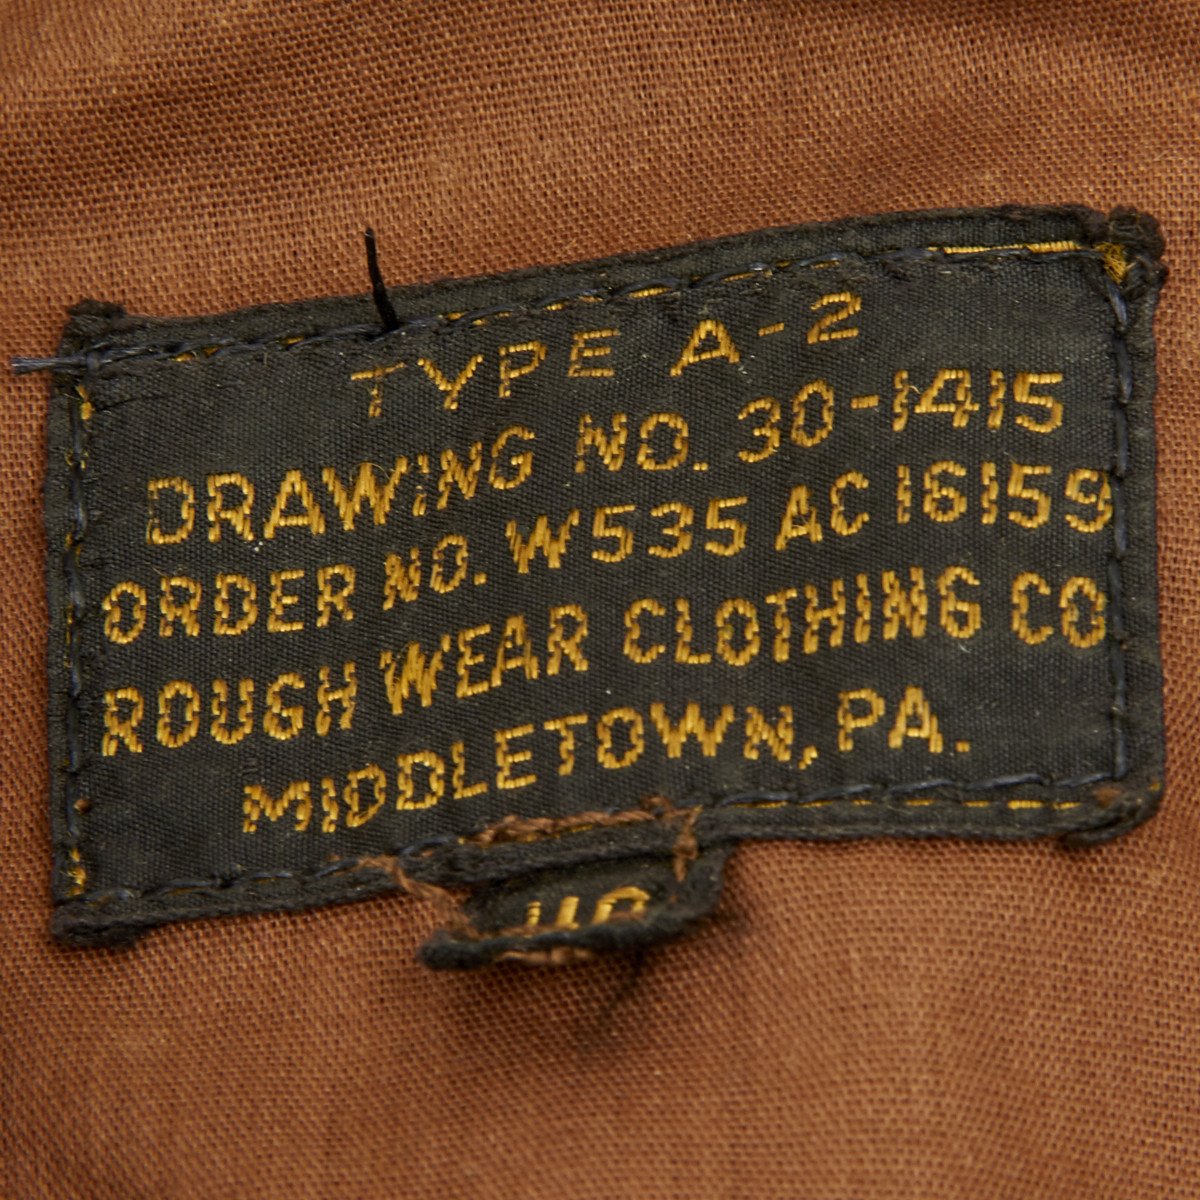 TYPE A-2
DRAWING NO. 30-1415
ORDER NO. W535 AC 16159
ROUGH WEAR CLOTHING CO
MIDDLETOWN, PA.
40